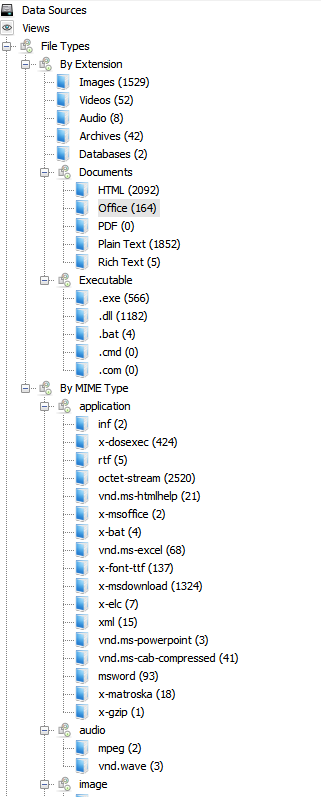 Data Sources
Views
File Types
By Extension
Images (1529)
Videos (52)
Audio (8)
Archives (42)
Databases (2)
Documents
HTML (2092)
Office (164)
PDF (0)
Plain Text (1852)
Rich Text (5)
Executable
.exe (566)
.dll (1182)
.bat (4)
.cmd (0)
.com (0)
By MIME Type
application
inf (2)
x-dosexec (424)
rtf (5)
octet-stream (2520)
vnd.ms-htmlhelp (21)
x-msoffice (2)
x-bat (4)
vnd.ms-excel (68)
x-font-ttf (137)
x-msdownload (1324)
x-elc (7)
xml (15)
vnd.ms-powerpoint (3)
vnd.ms-cab-compressed (41)
msword (93)
x-matroska (18)
x-gzip (1)
audio
mpeg (2)
vnd.wave (3)
image